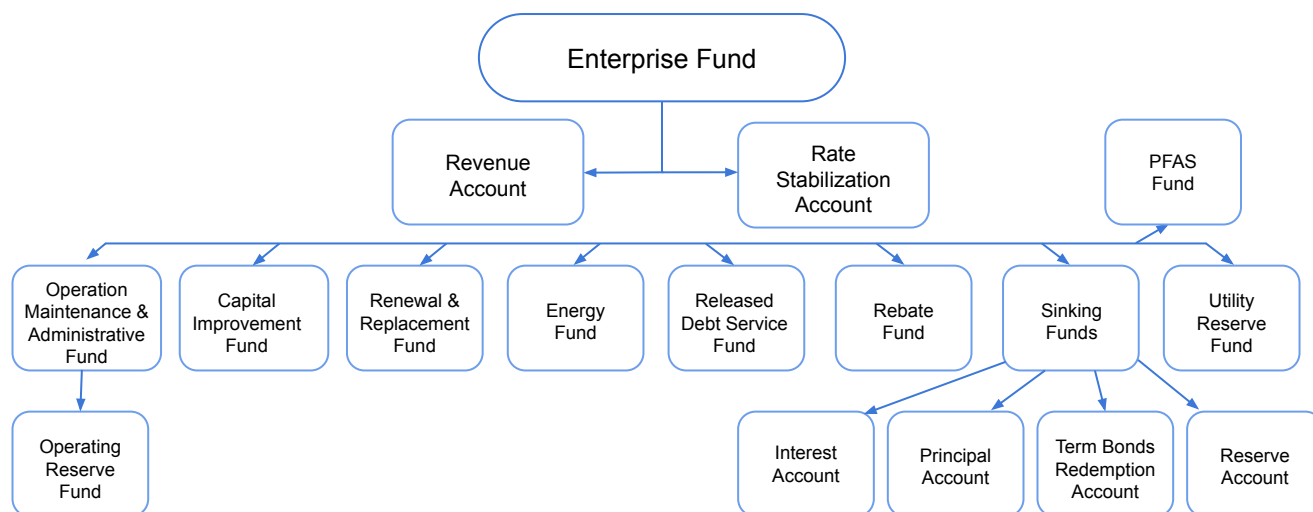 Enterprise Fund
Revenue
Account
Rate
Stabilization
Account
PFAS
Fund
Operation
Maintenance &
Administrative
Fund
Capital
Improvement
Fund
Renewal &
Replacement
Fund
Energy
Fund
Released
Debt Service
Fund
Rebate
Fund
Sinking
Funds
Utility
Reserve
Fund
Operating
Reserve
Fund
Interest
Account
Principal
Account
Term Bonds
Redemption
Account
Reserve
Account